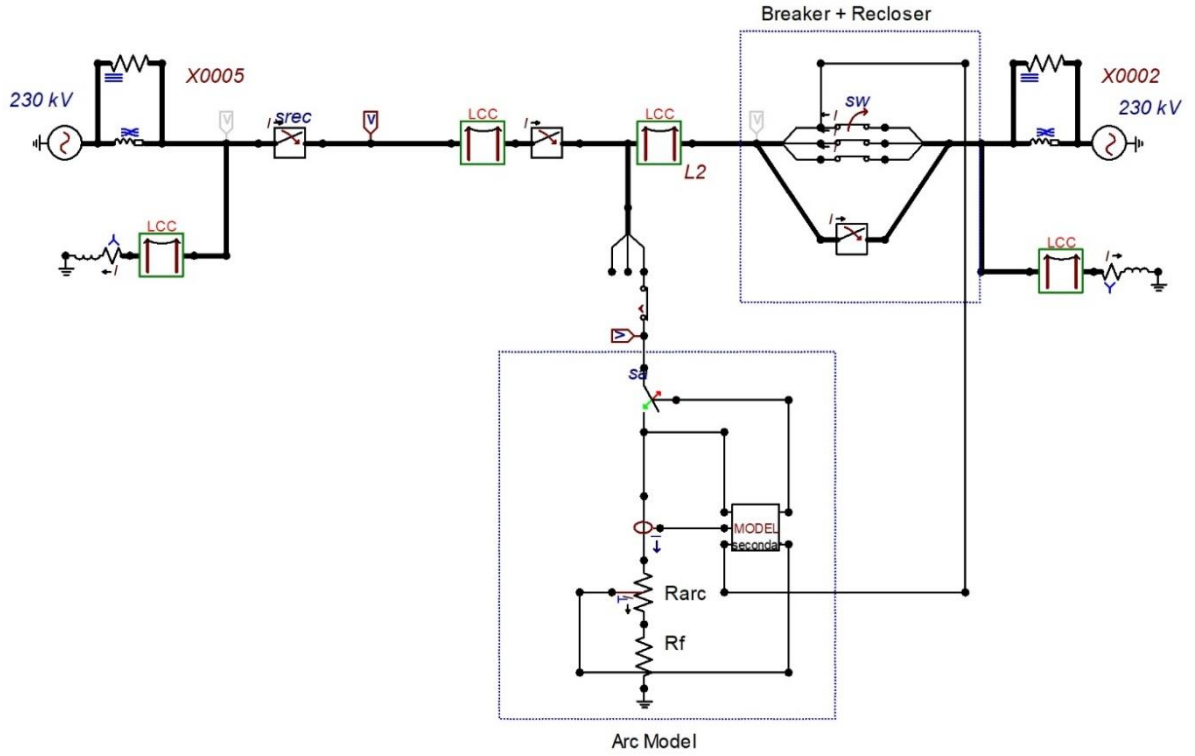 Breaker + Recloser
X0005
X0002
230 kV
230 kV
V
srec
V
LCC
I
LCC
V
I
sw
I
L2
LCC
I
I
LCC
I
Y
I
Y
V
sa
MODEL
secondar
I
Rarc
T
Rf
Arc Model